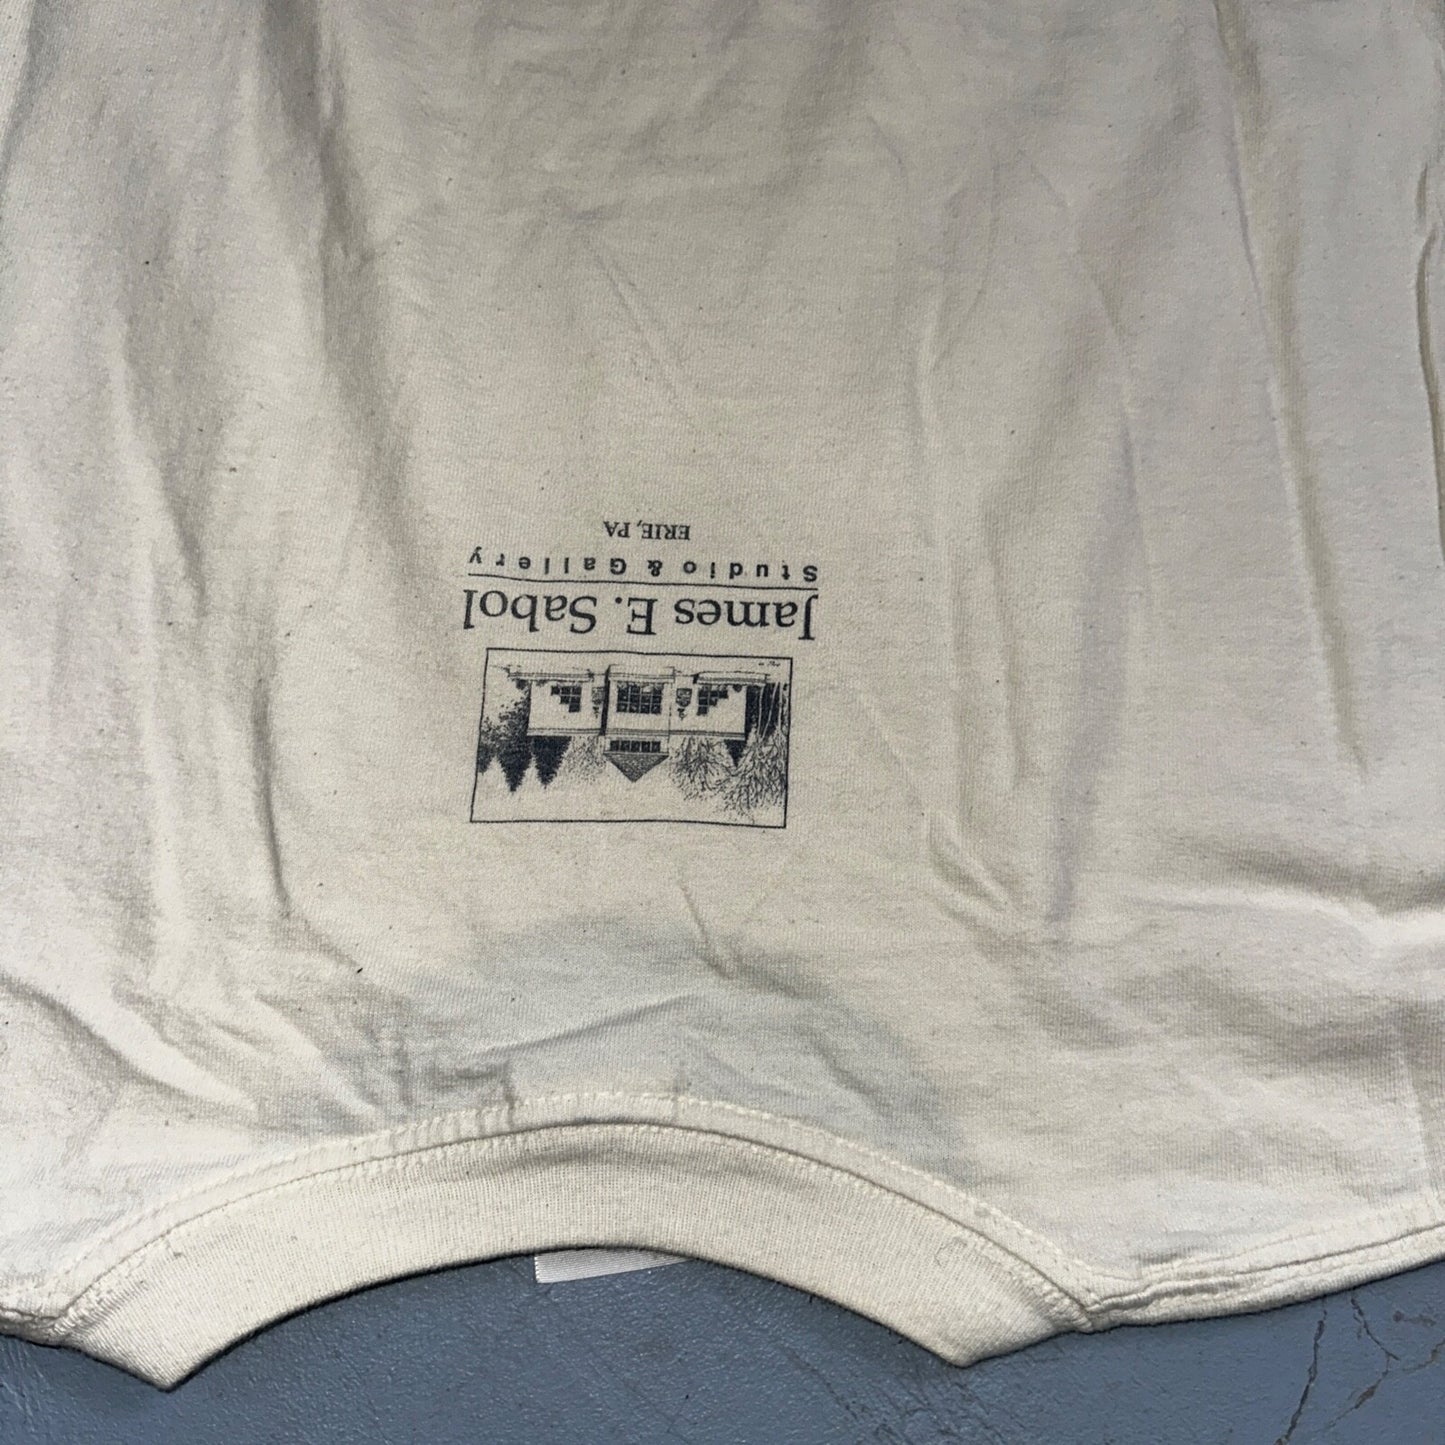 James E. Sabol
Studio & Gallery
ERIE, PA